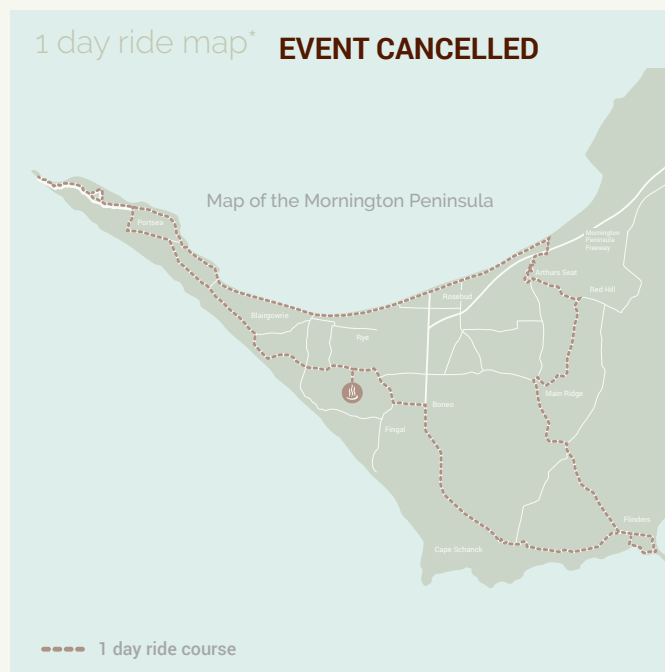 1 day ride map*
EVENT CANCELLED
Map of the Mornington Peninsula
Portsea
Mornington
Peninsula
Freeway
Arthurs Seat
Red Hill
Rosebud
Blairgowrie
Rye
Main Ridge
Boneo
Fingal
Flinders
Cape Schanck
1 day ride course